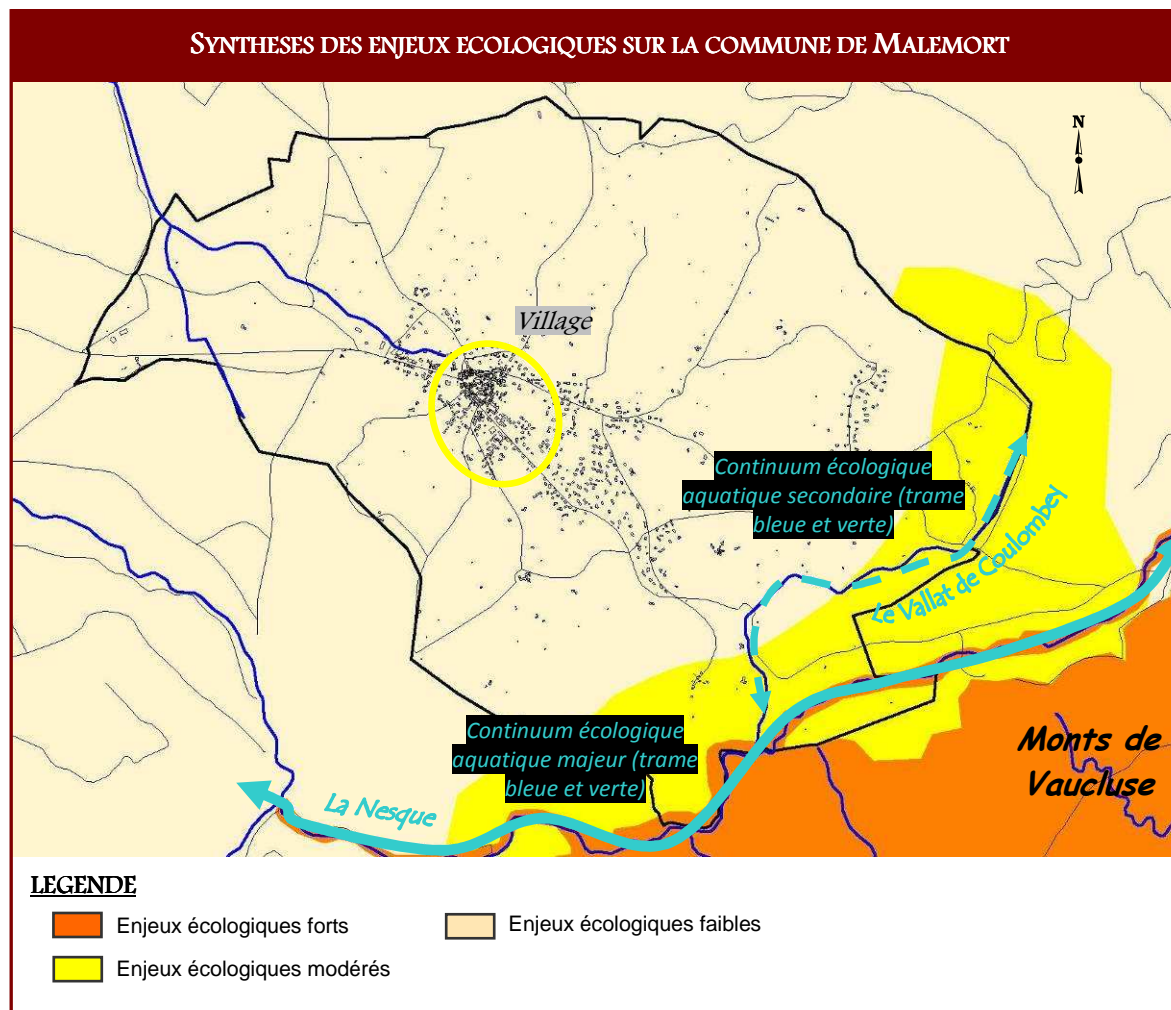 SYNTHESES DES ENJEUX ECOLOGIQUES SUR LA COMMUNE DE MALEMORT
N
Village
Continuum écologique
aquatique secondaire (trame
bleue et verte)
Le Vallat de Coulombey
Continuum écologique
aquatique majeur (trame
bleue et verte)
Monts de
Vaucluse
La Nesque
LEGENDE
Enjeux écologiques forts
Enjeux écologiques faibles
Enjeux écologiques modérés